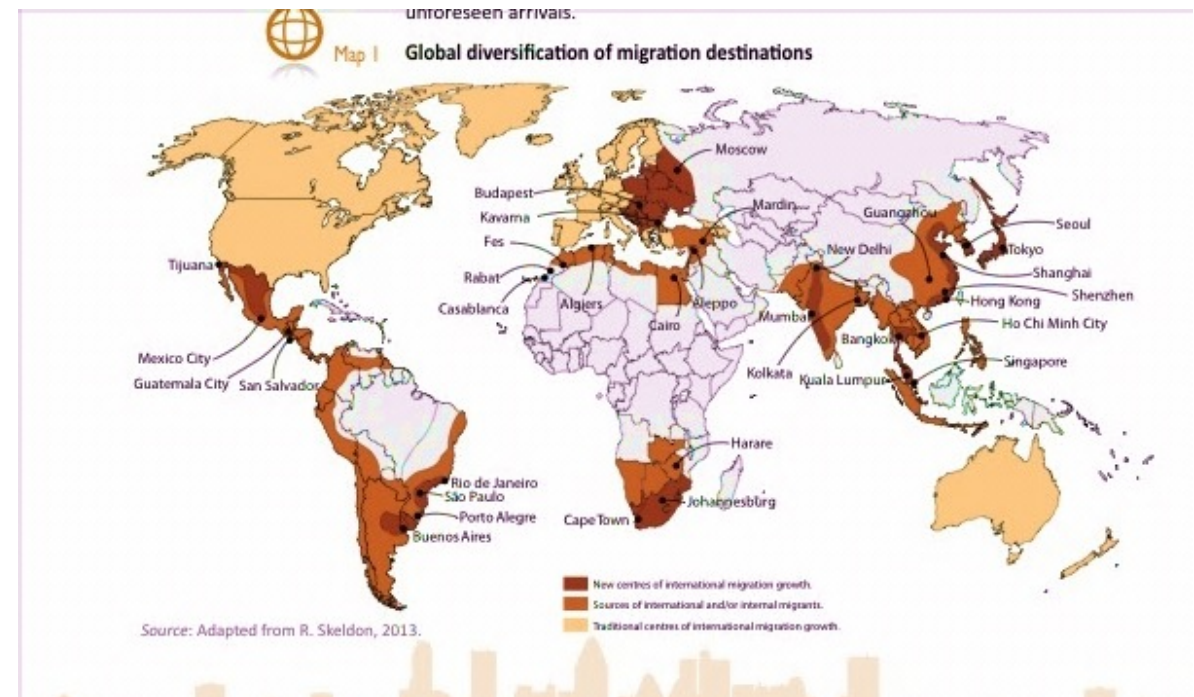 unforeseen arrivals.
Map 1 Global diversification of migration destinations
Moscow
Budapest
Mardin
Kavarna
Guangzhou
Seoul
Fes
New Delhi
Tokyo
Tijuana
Rabat
Shanghai
Casablanca
Algiers
Aleppo
Shenzhen
Hong Kong
Cairo
Mumbai
Ho Chi Minh City
Bangkok
Mexico City
Singapore
Guatemala City
San Salvador
Kolkata
Kuala Lumpur
Harare
Rio de Janeiro
São Paulo
Johannesburg
Porto Alegre
Cape Town
Buenos Aires
New centres of international migration growth.
Sources of international and/or internal migrants.
Traditional centres of international migration growth.
Source: Adapted from R. Skeldon, 2013.